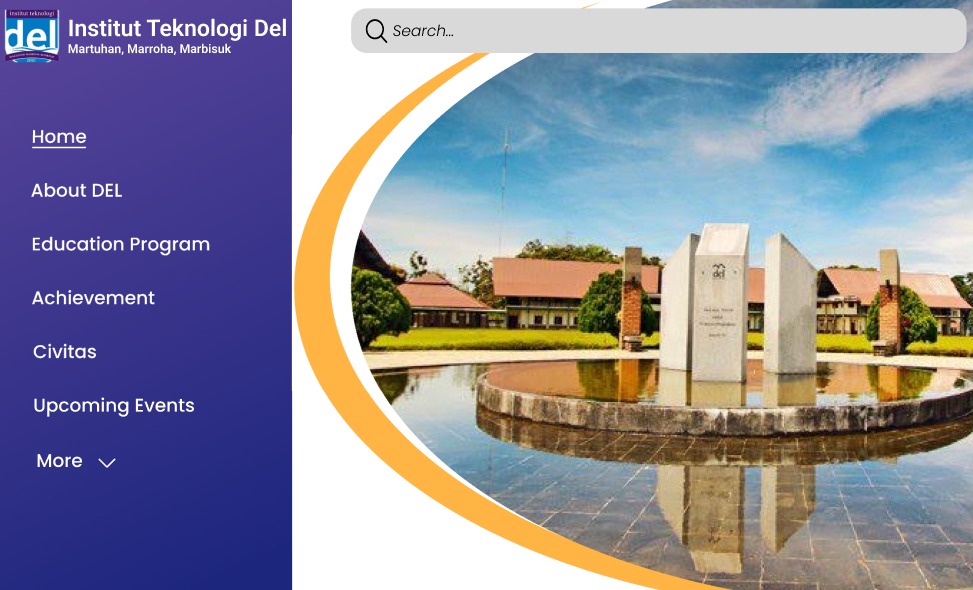 institut teknologi
del
Institut Teknologi Del
Martuhan, Marroha, Marbisuk
Search...
Home
About DEL
Education Program
Achievement
Civitas
Upcoming Events
More
del